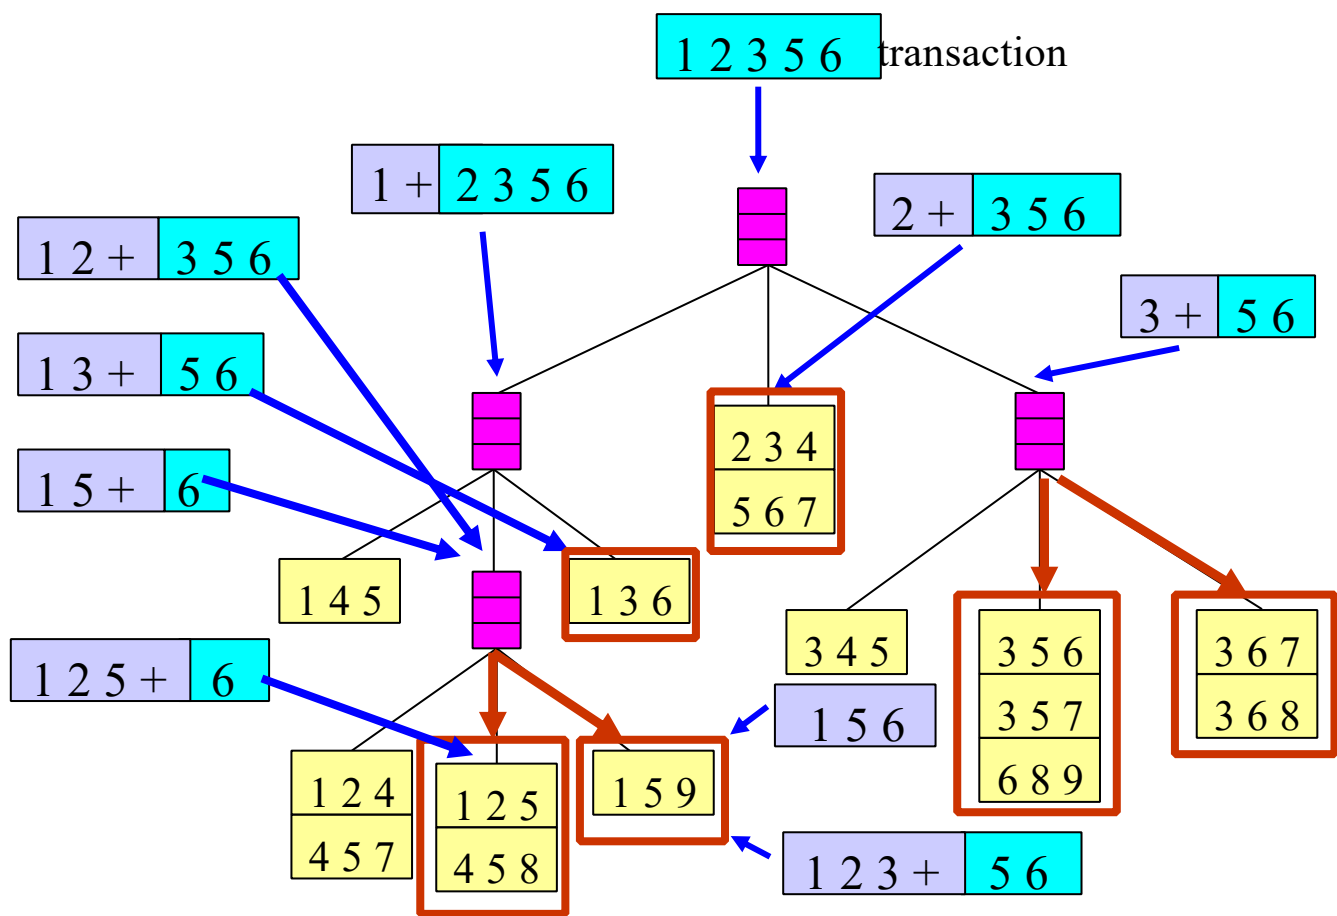 1 2 3 5 6 transaction
1 + 2 3 5 6
2 + 3 5 6
1 2 + 3 5 6
3 + 5 6
1 3 + 5 6
2 3 4
5 6 7
1 5 + 6
1 4 5
1 3 6
3 4 5
3 5 6
3 6 7
1 2 5 + 6
3 5 7
3 6 8
1 5 6
6 8 9
1 2 4
1 2 5
1 5 9
4 5 7
4 5 8
1 2 3 + 5 6